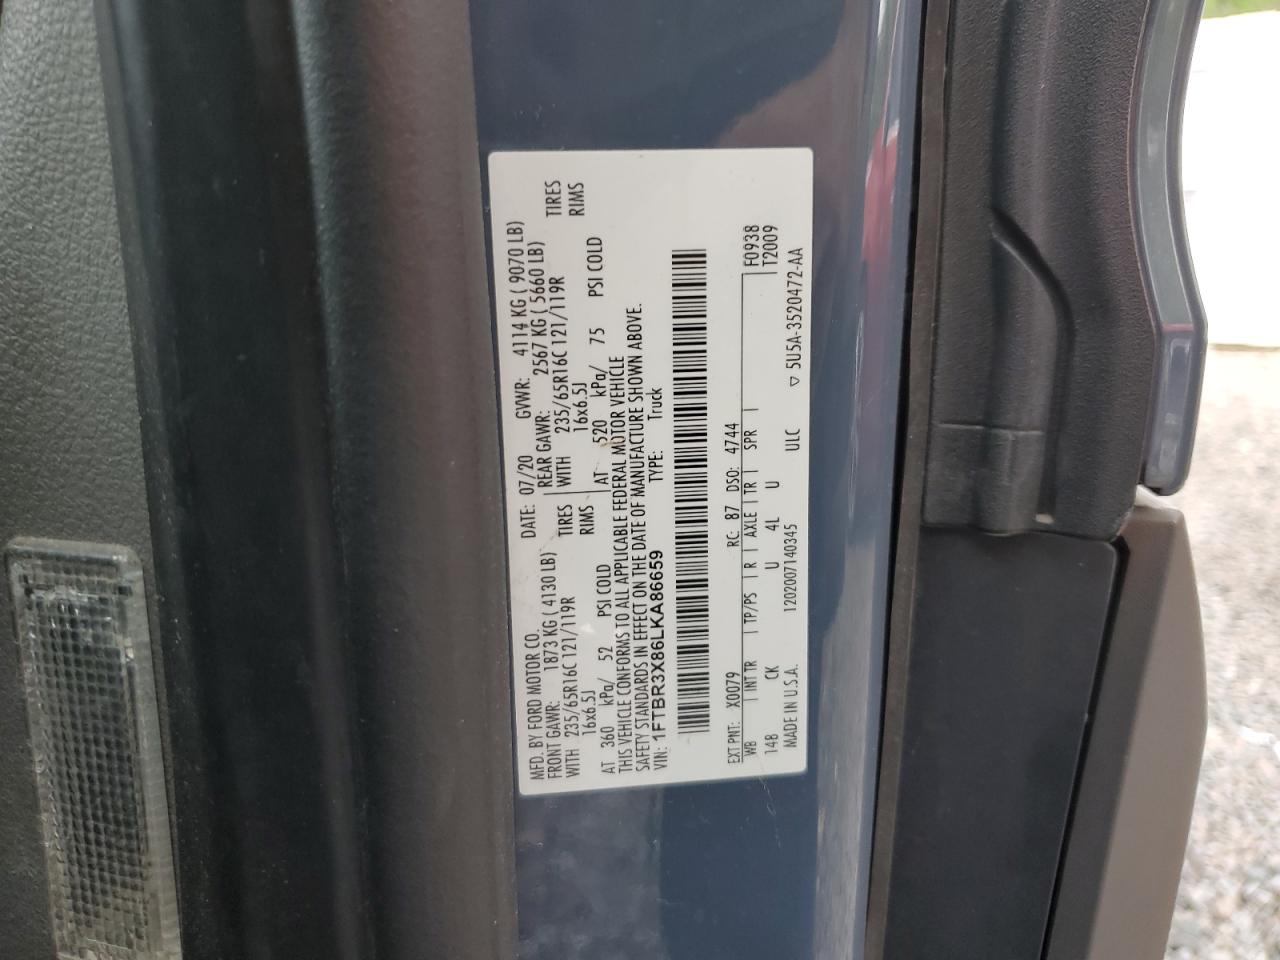 MFD. BY FORD MOTOR CO.
DATE: 07/20 GVWR: 4114 KG ( 9070 LB)
FRONT GAWR: 1873 KG ( 4130 LB) REAR GAWR: 2567 KG ( 5660 LB)
WITH 235/65R16C 121/119R TIRES WITH 235/65R16C 121/119R TIRES
16x6.5J RIMS 16x6.5J RIMS
AT 360 kPa/ 52 PSI COLD AT 520 kPa/ 75 PSI COLD
THIS VEHICLE CONFORMS TO ALL APPLICABLE FEDERAL MOTOR VEHICLE
SAFETY STANDARDS IN EFFECT ON THE DATE OF MANUFACTURE SHOWN ABOVE.
VIN: 1FTBR3X86LKA86659 TYPE: Truck
EXT PNT: X0079 RC: 87 DSO: 4744
WB INT TR TP/PS R AXLE TR SPR F0938
148 CK U 4L U T2009
MADE IN U.S.A. 1202007140345 ULC ▽ 5U5A-3520472-AA